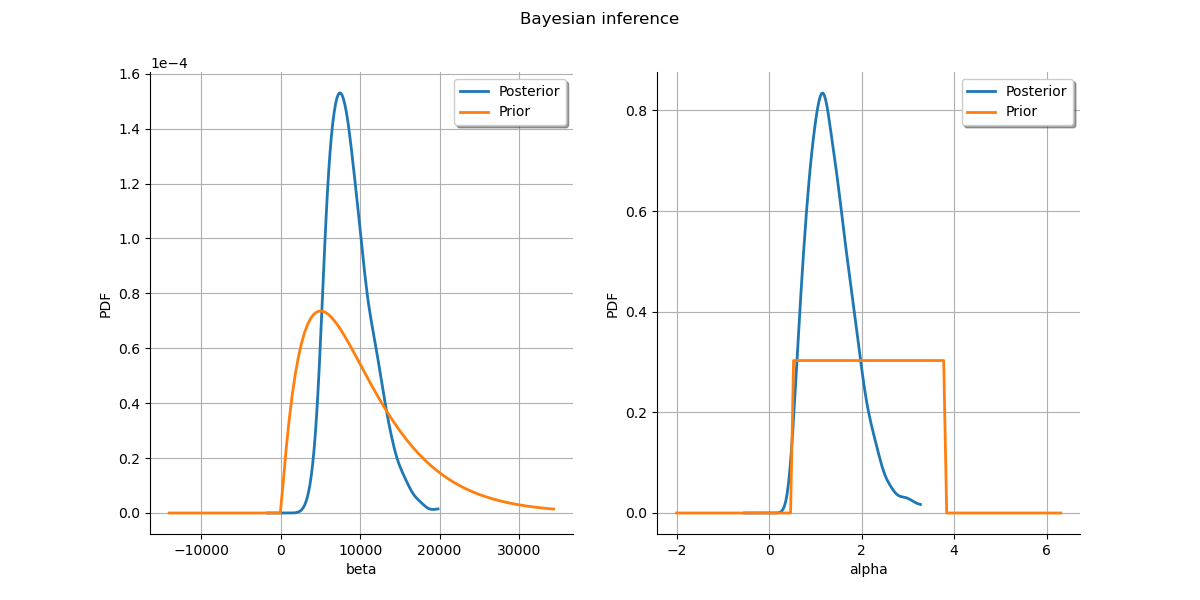 Bayesian inference
1e−4
1.6
1.4
1.2
1.0
0.8
0.6
0.4
0.2
0.0
PDF
−10000 0 10000 20000 30000
beta
Posterior
Prior
0.8
0.6
0.4
0.2
0.0
PDF
−2 0 2 4 6
alpha
Posterior
Prior